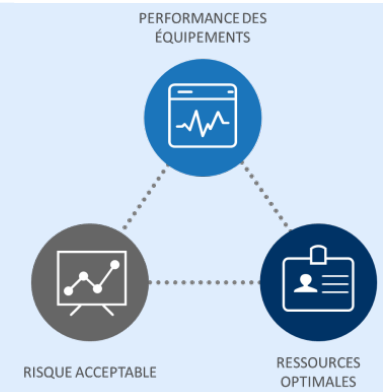 PERFORMANCE DES
ÉQUIPEMENTS
RISQUE ACCEPTABLE
RESSOURCES
OPTIMALES